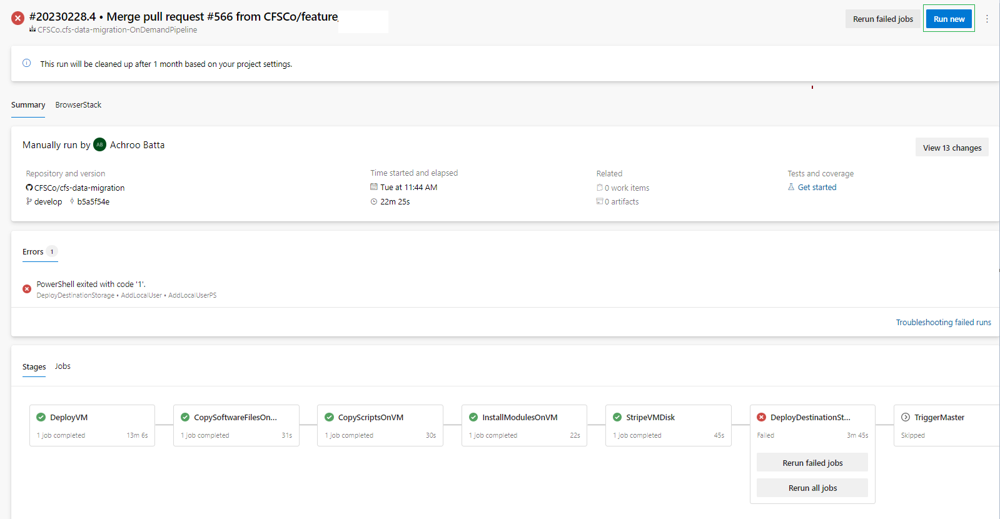 #20230228.4 • Merge pull request #566 from CFSCo/feature/
Rerun failed jobs
Run new
CFSCo.cfs-data-migration-OnDemandPipeline
This run will be cleaned up after 1 month based on your project settings.
Summary
BrowserStack
Manually run by AB Achroo Batta
View 13 changes
Repository and version
Time started and elapsed
Related
Tests and coverage
CFSCo/cfs-data-migration
Tue at 11:44 AM
0 work items
Get started
develop
b5a5f54e
22m 25s
0 artifacts
Errors 1
PowerShell exited with code '1'.
DeployDestinationStorage • AddLocalUser • AddLocalUserPS
Troubleshooting failed runs
Stages
Jobs
DeployVM
1 job completed
13m 6s
CopySoftwareFilesOn...
1 job completed
31s
CopyScriptsOnVM
1 job completed
30s
InstallModulesOnVM
1 job completed
22s
StripeVMDisk
1 job completed
45s
DeployDestinationSt...
Failed
3m 45s
Rerun failed jobs
Rerun all jobs
TriggerMaster
Skipped